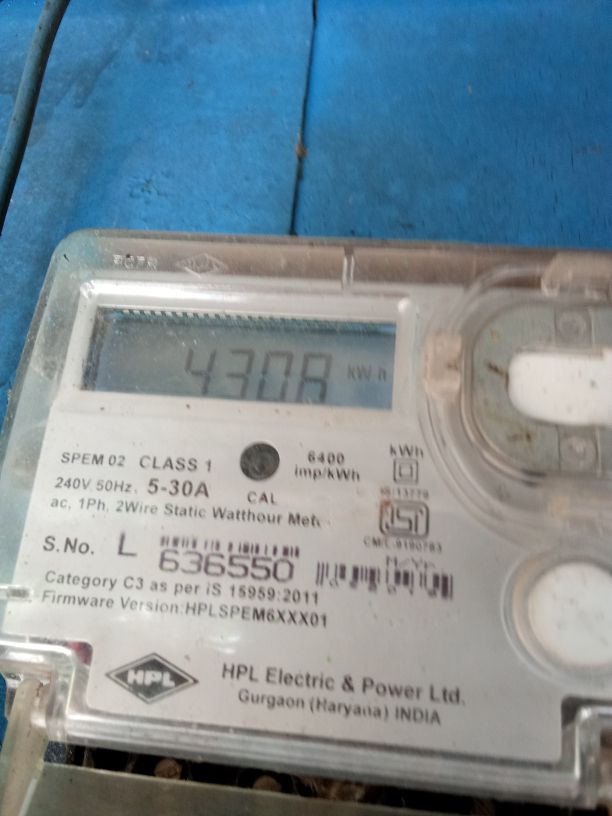 4308 kW h
SPEM 02 CLASS 1
6400
imp/kWh
kWh
240V, 50Hz, 5-30A
CAL
ac, 1Ph, 2Wire Static Watthour
S.No. L 636550
Category C3 as per iS 15959:2011
Firmware Version:HPLSPEM6XXX01
HPL
HPL Electric & Power Ltd.
Gurgaon (Haryana) INDIA